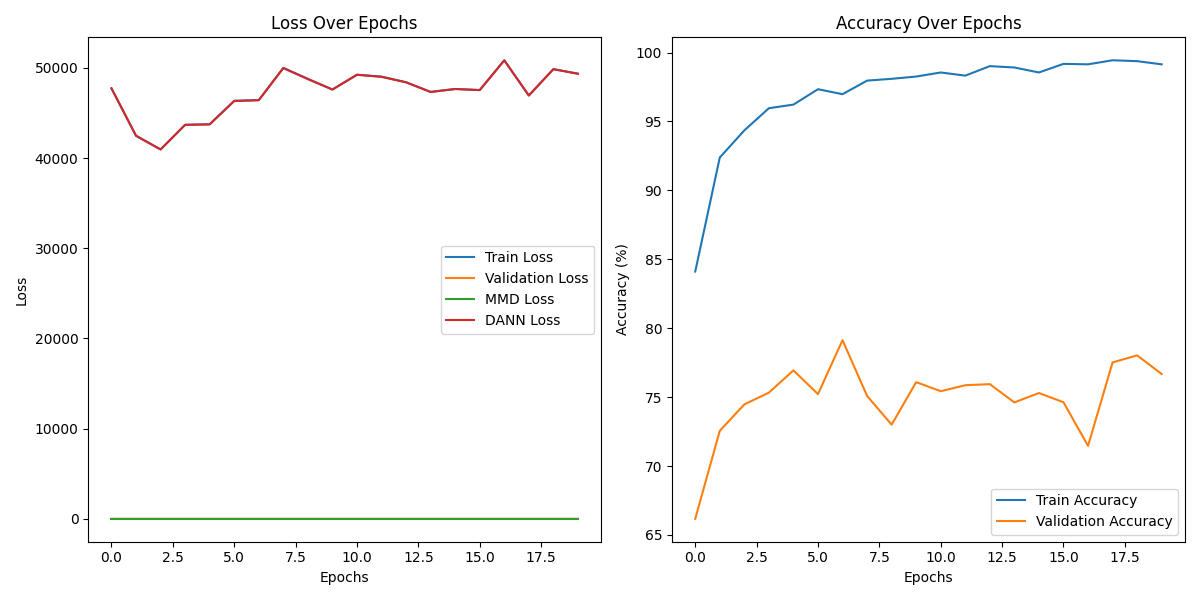 Loss Over Epochs
50000
40000
30000
20000
10000
0
Loss
Train Loss
Validation Loss
MMD Loss
DANN Loss
0.0 2.5 5.0 7.5 10.0 12.5 15.0 17.5
Epochs
Accuracy Over Epochs
100
95
90
85
80
75
70
65
Accuracy (%)
Train Accuracy
Validation Accuracy
0.0 2.5 5.0 7.5 10.0 12.5 15.0 17.5
Epochs